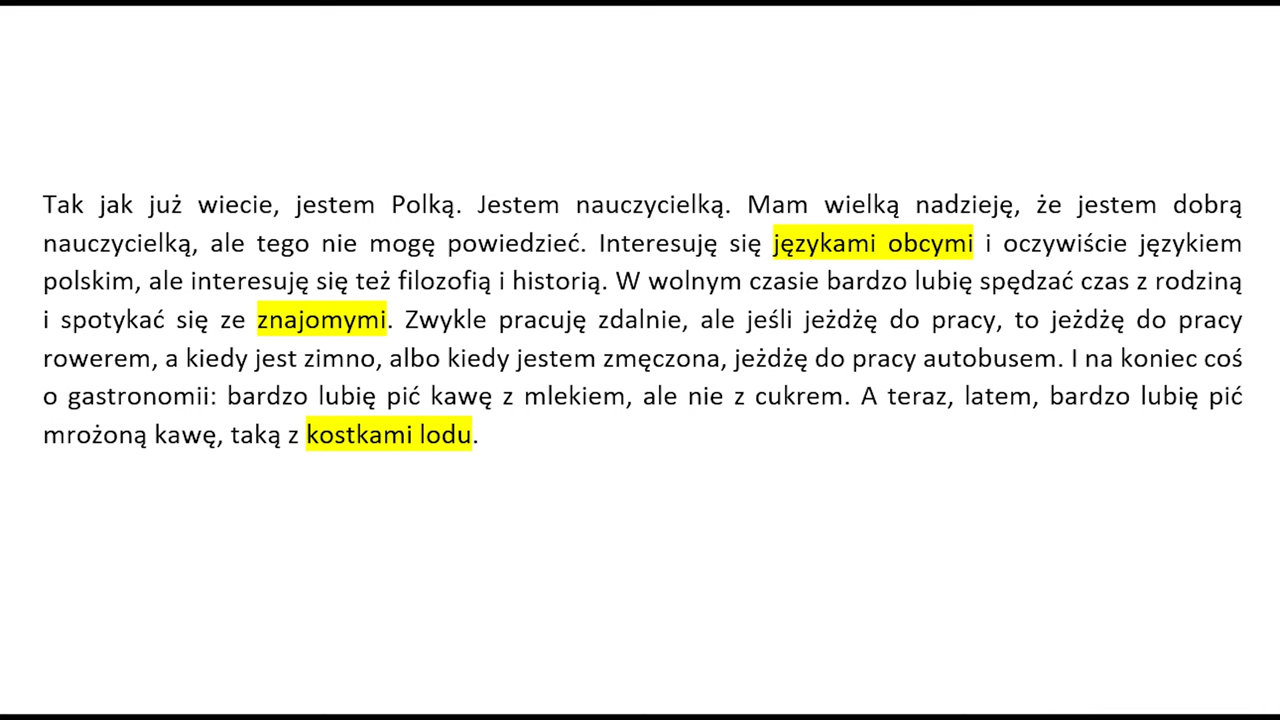 Tak jak już wiecie, jestem Polką. Jestem nauczycielką. Mam wielką nadzieję, że jestem dobrą
nauczycielką, ale tego nie mogę powiedzieć. Interesuję się językami obcymi i oczywiście językiem
polskim, ale interesuję się też filozofią i historią. W wolnym czasie bardzo lubię spędzać czas z rodziną
i spotykać się ze znajomymi. Zwykle pracuję zdalnie, ale jeśli jeżdżę do pracy, to jeżdżę do pracy
rowerem, a kiedy jest zimno, albo kiedy jestem zmęczona, jeżdżę do pracy autobusem. I na koniec coś
o gastronomii: bardzo lubię pić kawę z mlekiem, ale nie z cukrem. A teraz, latem, bardzo lubię pić
mrożoną kawę, taką z kostkami lodu.